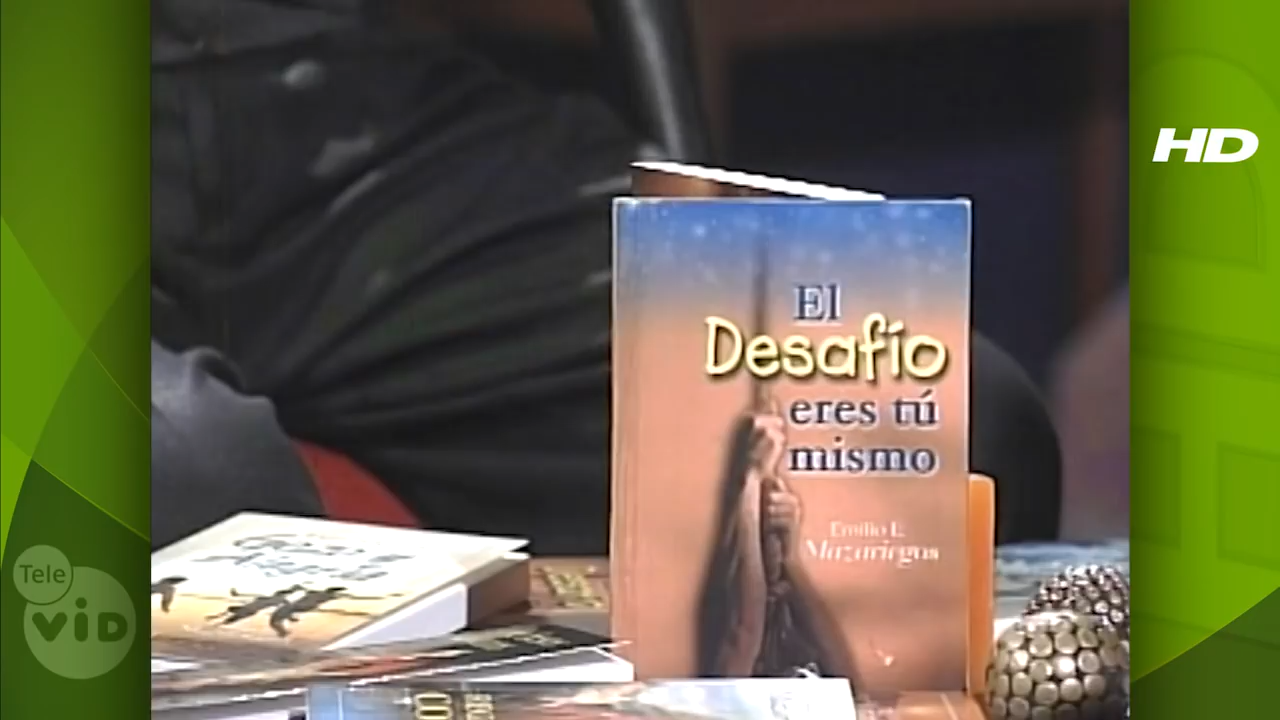 HD
El
Desafío
eres tú
mismo
Emilio L.
Mazariegos
Tele
ViD